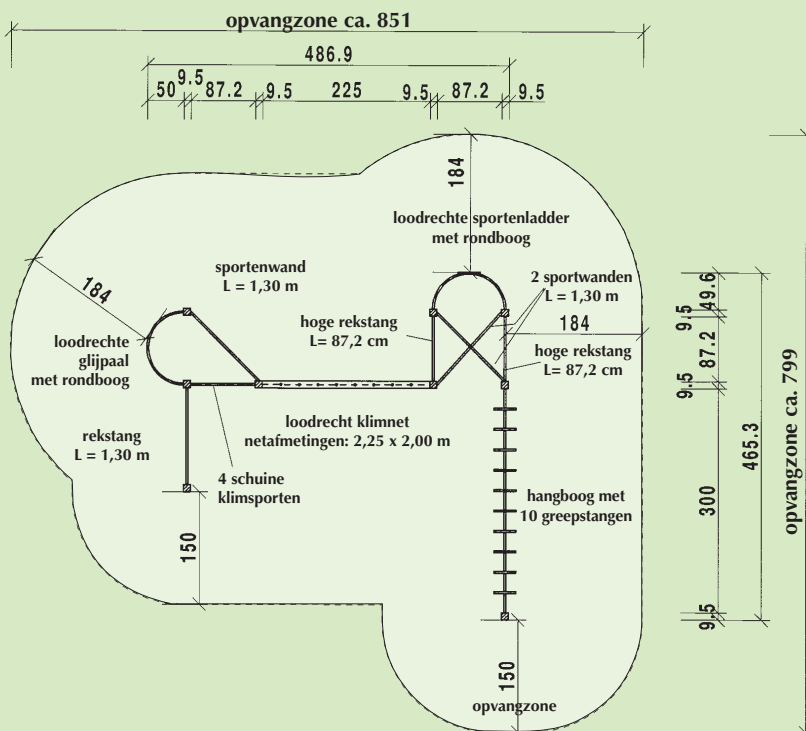 opvangzone ca. 851
486.9
9.5
50
87.2
9.5
225
9.5
87.2
9.5
184
loodrechte sportenladder
met rondboog
sportenwand
L = 1,30 m
2 sportwanden
L = 1,30 m
184
hoge rekstang
L= 87,2 cm
184
loodrechte
glijpaal
met rondboog
hoge rekstang
L= 87,2 cm
49.6
9.5
87.2
9.5
465.3
opvangzone ca. 799
loodrecht klimnet
netafmetingen: 2,25 x 2,00 m
rekstang
L = 1,30 m
4 schuine
klimsporten
hangboog met
10 greepstangen
300
150
9.5
150
opvangzone